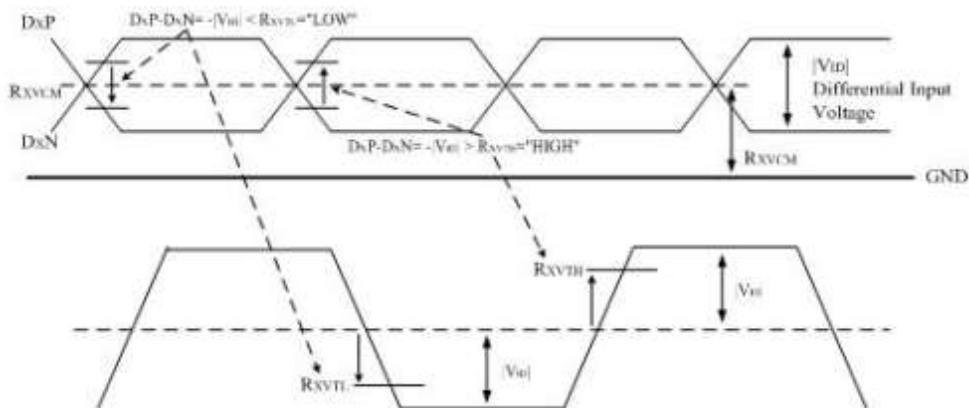 DxP
DxP-DxN= -|VID| < RXVTL="LOW"
|VID|
Differential Input
Voltage
RXVCM
DxN
DxP-DxN= -|VID| > RXVTH="HIGH"
RXVCM
GND
RXVTH
|VID|
|VID|
RXVTL